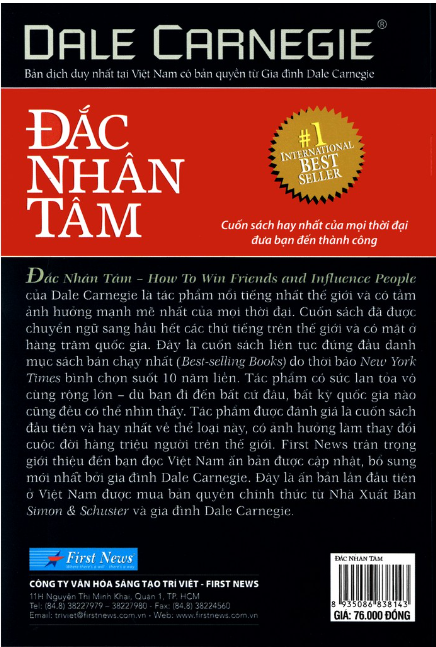 DALE CARNEGIE®
Bản dịch duy nhất tại Việt Nam có bản quyền từ Gia đình Dale Carnegie
ĐẮC
NHÂN
TÂM
#1
INTERNATIONAL
BEST
SELLER
Cuốn sách hay nhất của mọi thời đại
đưa bạn đến thành công
Đắc Nhân Tâm – How To Win Friends and Influence People
của Dale Carnegie là tác phẩm nổi tiếng nhất thế giới và có tầm
ảnh hưởng mạnh mẽ nhất của mọi thời đại. Cuốn sách đã được
chuyển ngữ sang hầu hết các thứ tiếng trên thế giới và có mặt ở
hàng trăm quốc gia. Đây là cuốn sách liên tục đứng đầu danh
mục sách bán chạy nhất (Best-selling Books) do thời báo New York
Times bình chọn suốt 10 năm liền. Tác phẩm có sức lan tỏa vô
cùng rộng lớn – dù bạn đi đến bất cứ đâu, bất kỳ quốc gia nào
cũng đều có thể nhìn thấy. Tác phẩm được đánh giá là cuốn sách
đầu tiên và hay nhất về thể loại này, có ảnh hưởng làm thay đổi
cuộc đời hàng triệu người trên thế giới. First News trân trọng
giới thiệu đến bạn đọc Việt Nam ấn bản được cập nhật, bổ sung
mới nhất bởi gia đình Dale Carnegie. Đây là ấn bản lần đầu tiên
ở Việt Nam được mua bản quyền chính thức từ Nhà Xuất Bản
Simon & Schuster và gia đình Dale Carnegie.
First News
CÔNG TY VĂN HÓA SÁNG TẠO TRÍ VIỆT - FIRST NEWS
11H Nguyễn Thị Minh Khai, Quận 1, TP. HCM
Tel: (84.8) 38227979 – 38227980 - Fax: (84.8) 38224560
Email: triviet@firstnews.com.vn - Web: www.firstnews.com.vn
ĐẮC NHÂN TÂM
8 935086 838143
GIÁ: 76.000 ĐỒNG